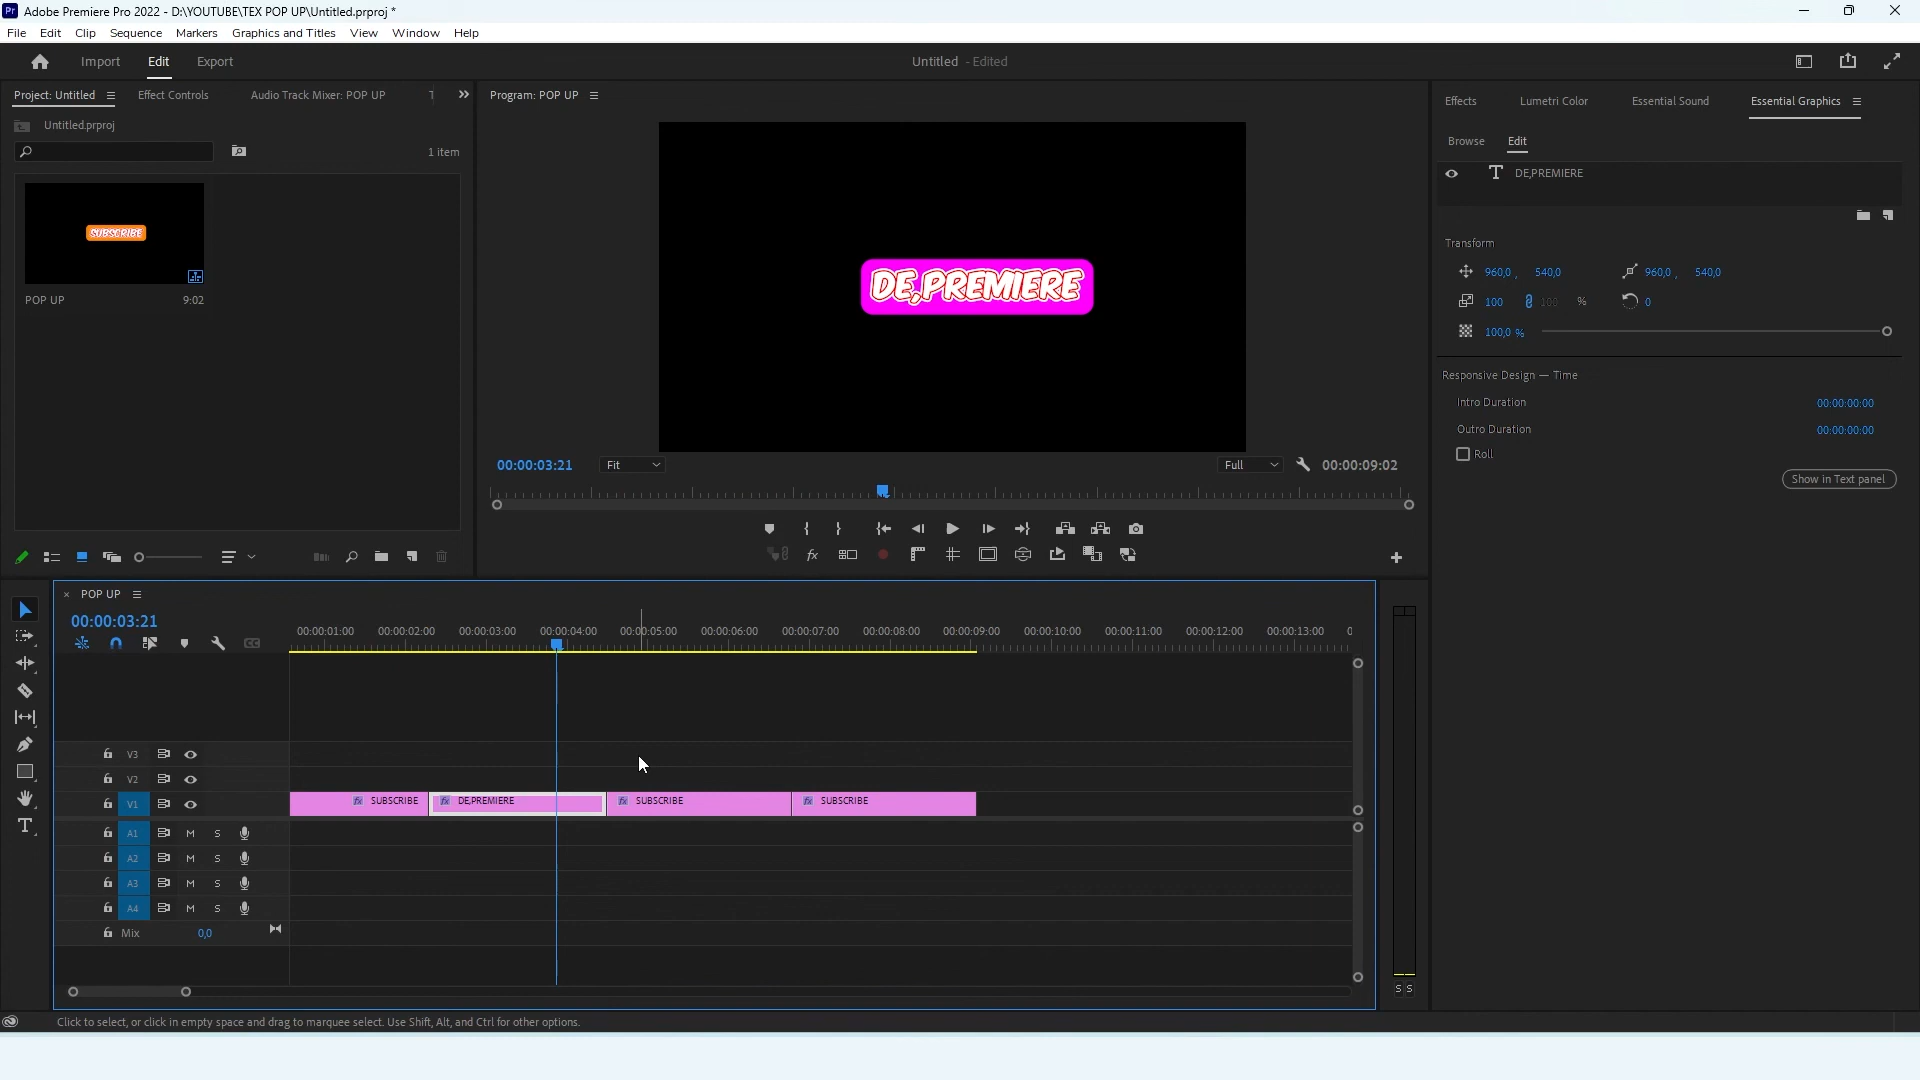 Pr Adobe Premiere Pro 2022 - D:\YOUTUBE\TEX POP UP\Untitled.prproj *
File Edit Clip Sequence Markers Graphics and Titles View Window Help
Import Edit Export Untitled - Edited
Project: Untitled Effect Controls Audio Track Mixer: POP UP
Program: POP UP
Effects Lumetri Color Essential Sound Essential Graphics
Untitled.prproj
1 item
Browse Edit
SUBSCRIBE
POP UP 9:02
DE,PREMIERE
T DE,PREMIERE
Transform
960,0 , 540,0 960,0 , 540,0
100 100 % 0
100,0 %
Responsive Design — Time
Intro Duration 00:00:00:00
Outro Duration 00:00:00:00
Roll
Show in Text panel
00:00:03:21 Fit Full 00:00:09:02
fx
POP UP
00:00:03:21
00:00:01:00 00:00:02:00 00:00:03:00 00:00:04:00 00:00:05:00 00:00:06:00 00:00:07:00 00:00:08:00 00:00:09:00 00:00:10:00 00:00:11:00 00:00:12:00 00:00:13:00 0
V3
V2
V1 fx SUBSCRIBE fx DE,PREMIERE fx SUBSCRIBE fx SUBSCRIBE
A1 M S
A2 M S
A3 M S
A4 M S
Mix 0,0
S S
Click to select, or click in empty space and drag to marquee select. Use Shift, Alt, and Ctrl for other options.